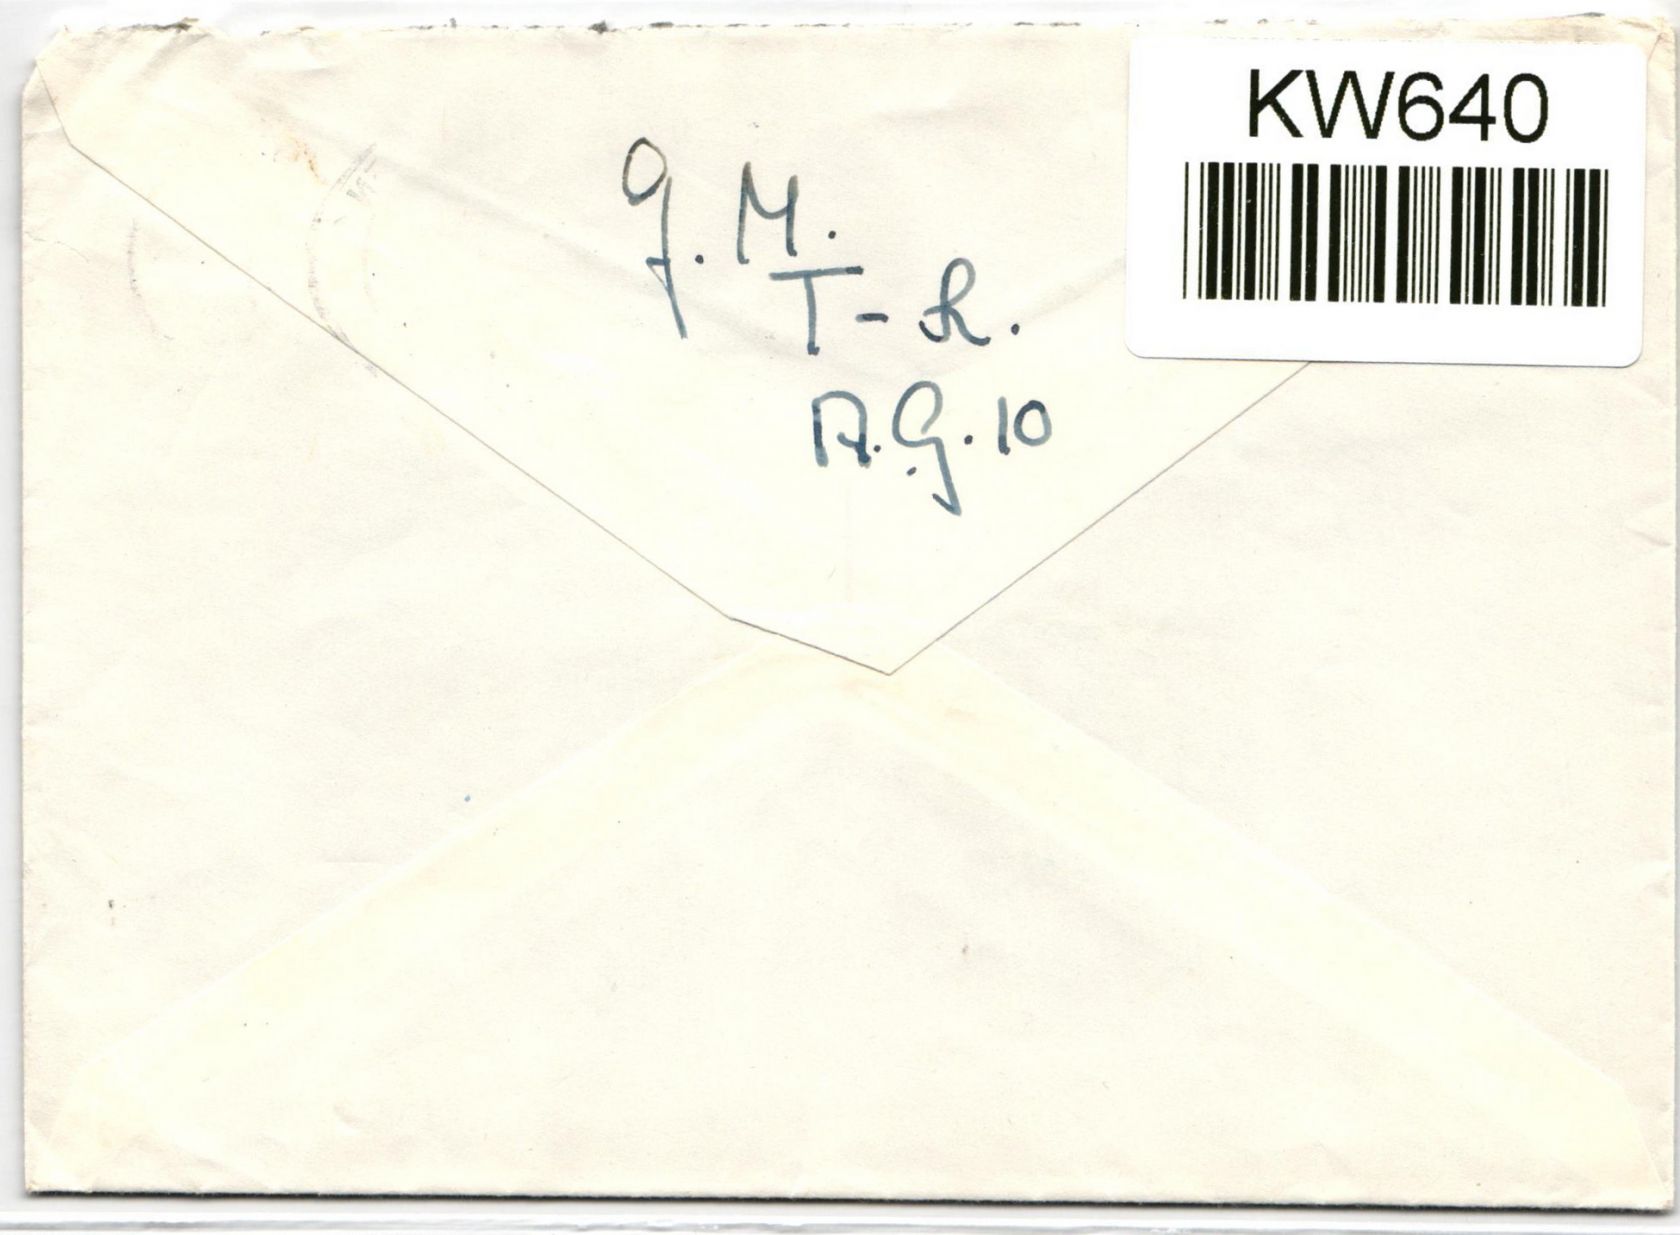 KW640
J. M.
T-R.
A.G. 10